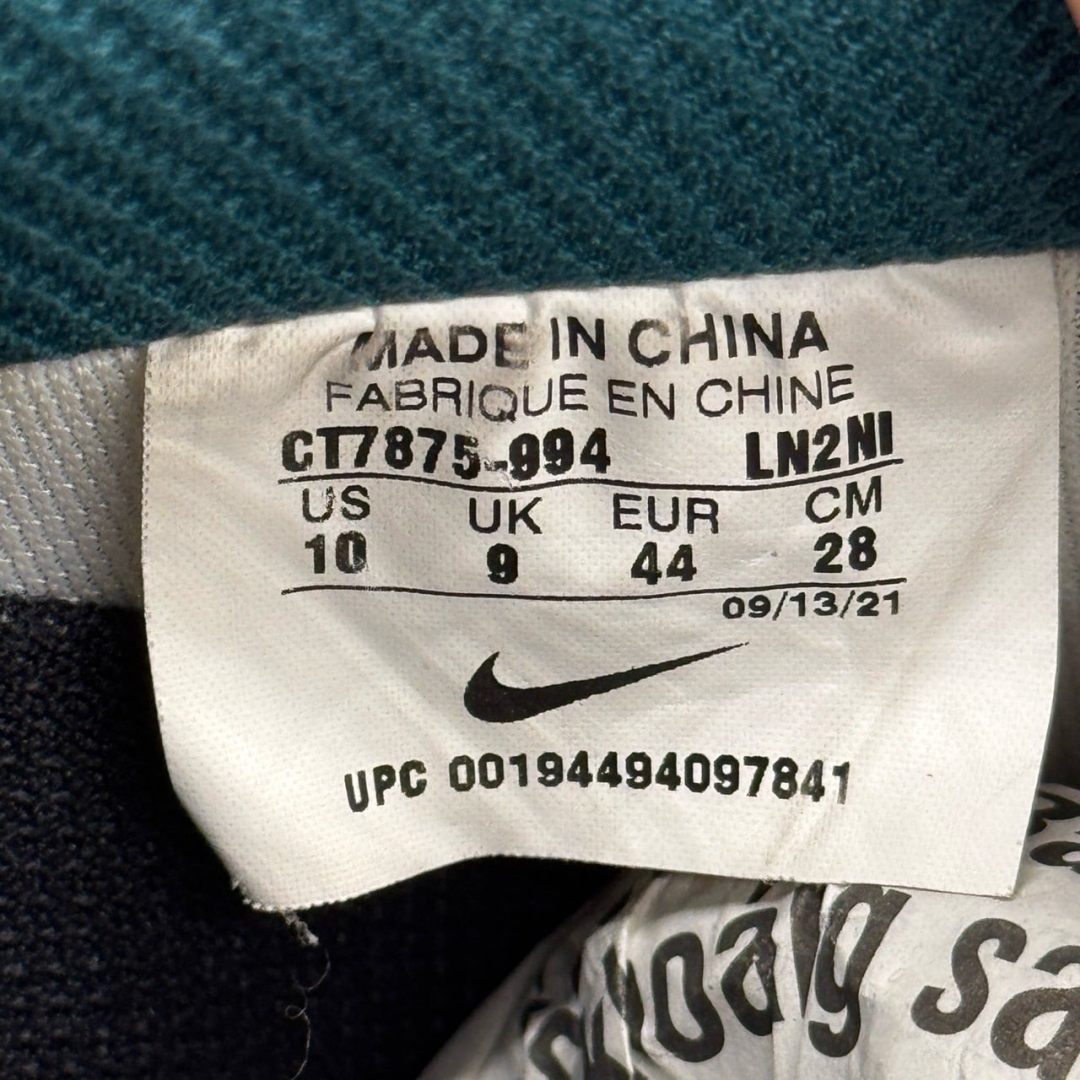 MADE IN CHINA
FABRIQUE EN CHINE
CT7875-994 LN2NI
US UK EUR CM
10 9 44 28
09/13/21
UPC 00194494097841